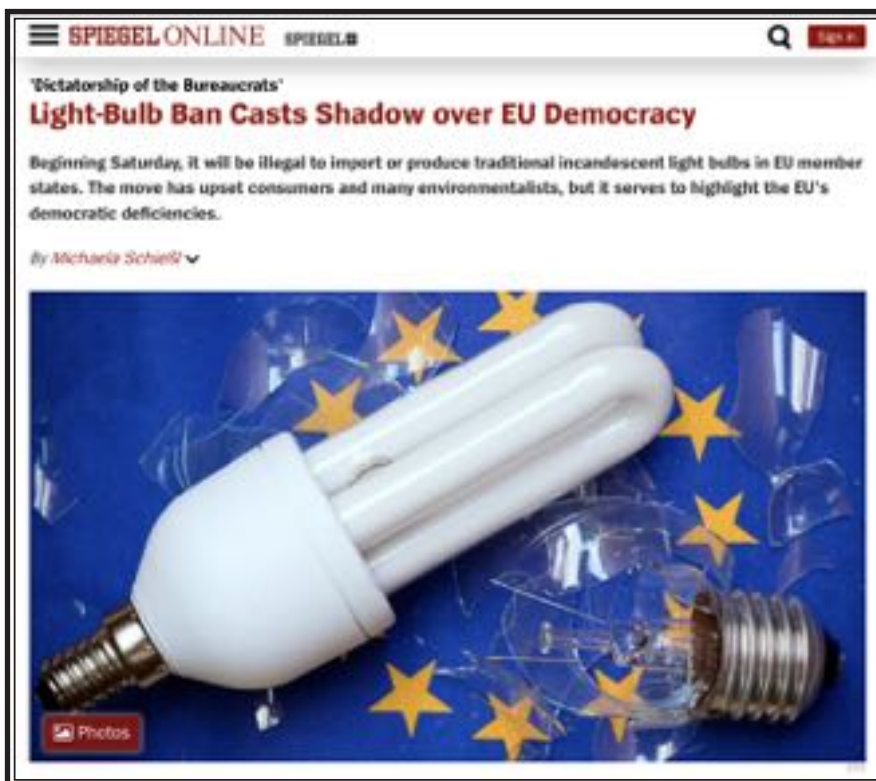 SPIEGEL ONLINE SPIEGEL+
Sign in
'Dictatorship of the Bureaucrats'
Light-Bulb Ban Casts Shadow over EU Democracy
Beginning Saturday, it will be illegal to import or produce traditional incandescent light bulbs in EU member
states. The move has upset consumers and many environmentalists, but it serves to highlight the EU's
democratic deficiencies.
By Michaela Schießl
Photos